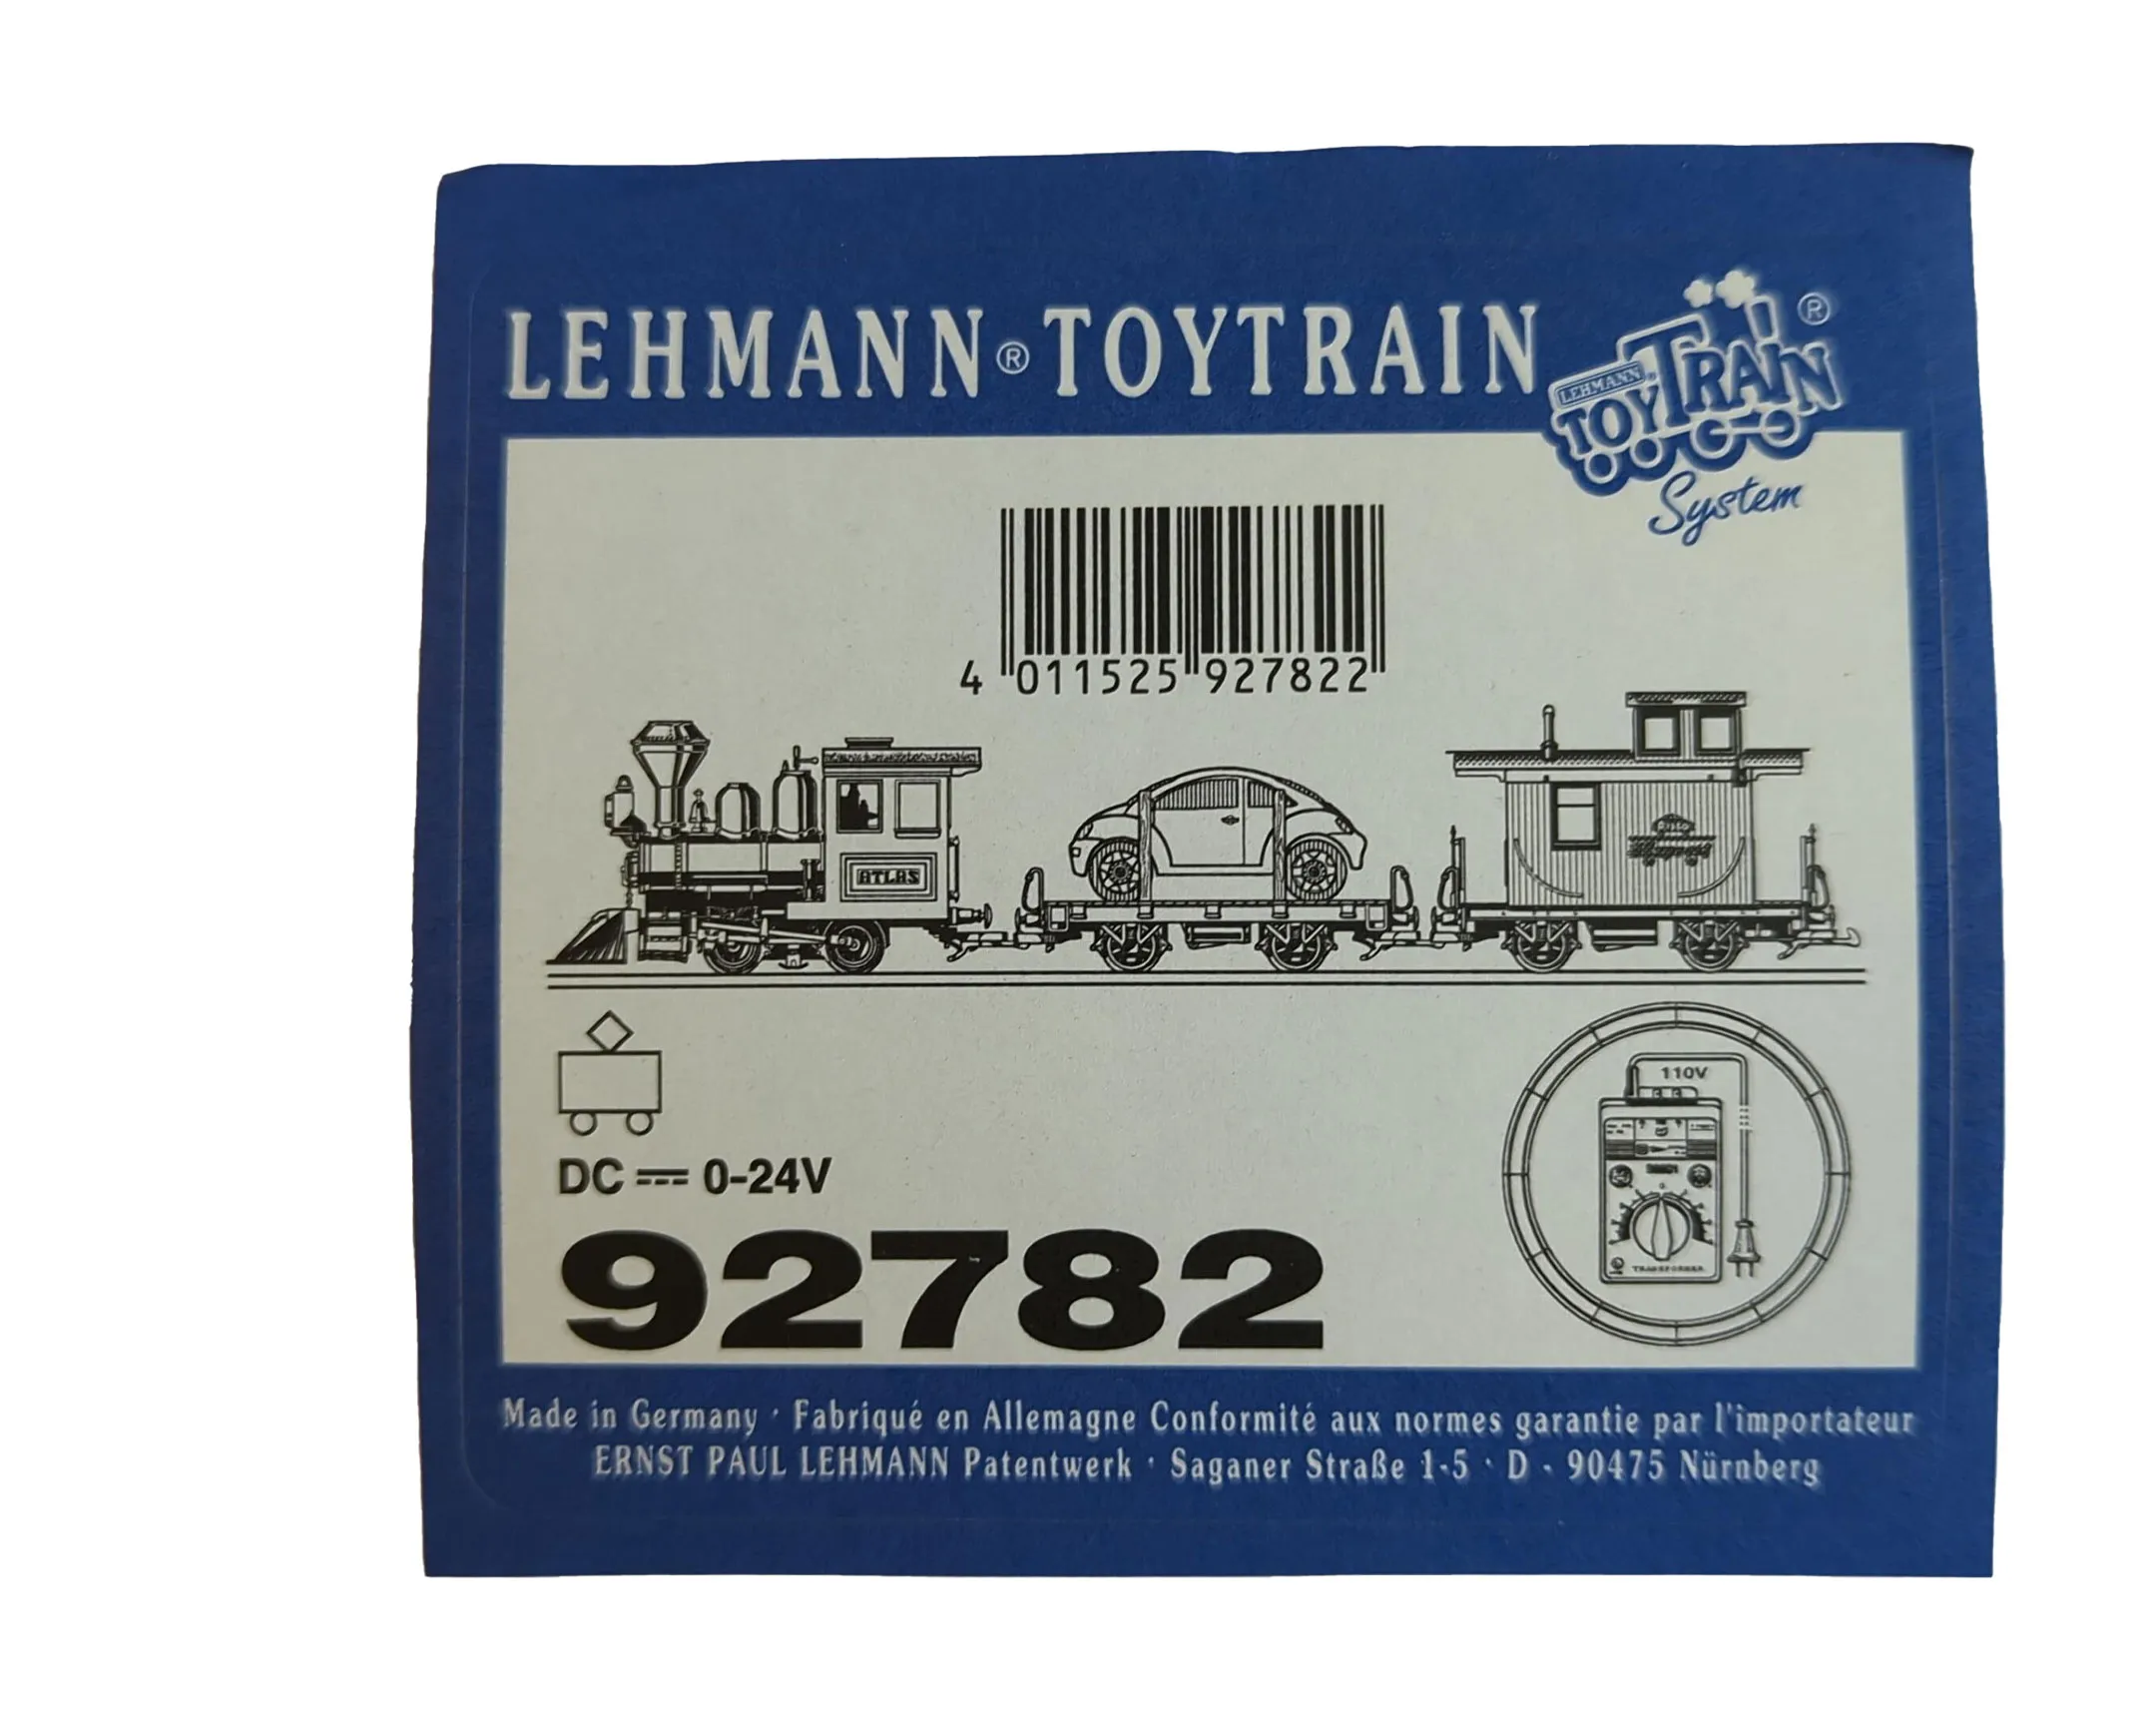 LEHMANN® TOYTRAIN
®
LEHMANN®
TOYTRAIN
System
4 011525 927822
ATLAS
110V
DC 0-24V
92782
Made in Germany · Fabriqué en Allemagne Conformité aux normes garantie par l'importateur
ERNST PAUL LEHMANN Patentwerk · Saganer Straße 1-5 · D - 90475 Nürnberg